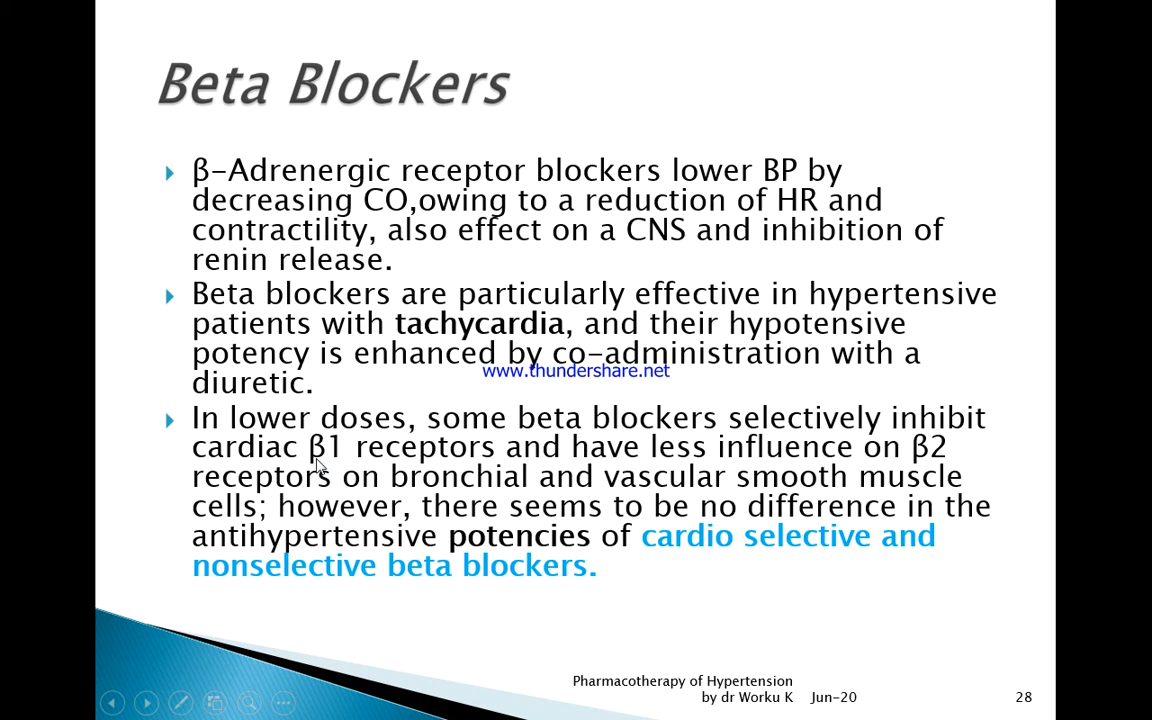 Beta Blockers
β-Adrenergic receptor blockers lower BP by
decreasing CO,owing to a reduction of HR and
contractility, also effect on a CNS and inhibition of
renin release.
Beta blockers are particularly effective in hypertensive
patients with tachycardia, and their hypotensive
potency is enhanced by co-administration with a
www.thundershare.net
diuretic.
In lower doses, some beta blockers selectively inhibit
cardiac β1 receptors and have less influence on β2
receptors on bronchial and vascular smooth muscle
cells; however, there seems to be no difference in the
antihypertensive potencies of cardio selective and
nonselective beta blockers.
Pharmacotherapy of Hypertension
by dr Worku K Jun-20 28